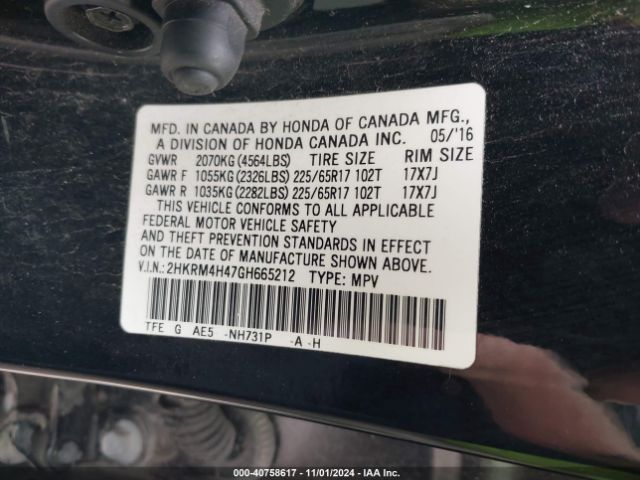 MFD. IN CANADA BY HONDA OF CANADA MFG.,
A DIVISION OF HONDA CANADA INC. 05/'16
GVWR 2070KG(4564LBS) TIRE SIZE RIM SIZE
GAWR F 1055KG(2326LBS)225/65R17 102T 17X7J
GAWR R 1035KG(2282LBS)225/65R17 102T 17X7J
THIS VEHICLE CONFORMS TO ALL APPLICABLE
FEDERAL MOTOR VEHICLE SAFETY
AND THEFT PREVENTION STANDARDS IN EFFECT
ON THE DATE OF MANUFACTURE SHOWN ABOVE.
V.I.N.:2HKRM4H47GH665212 TYPE: MPV
TFE G AE5 -NH731P -A -H
000-40758617 - 11/01/2024 - IAA Inc.